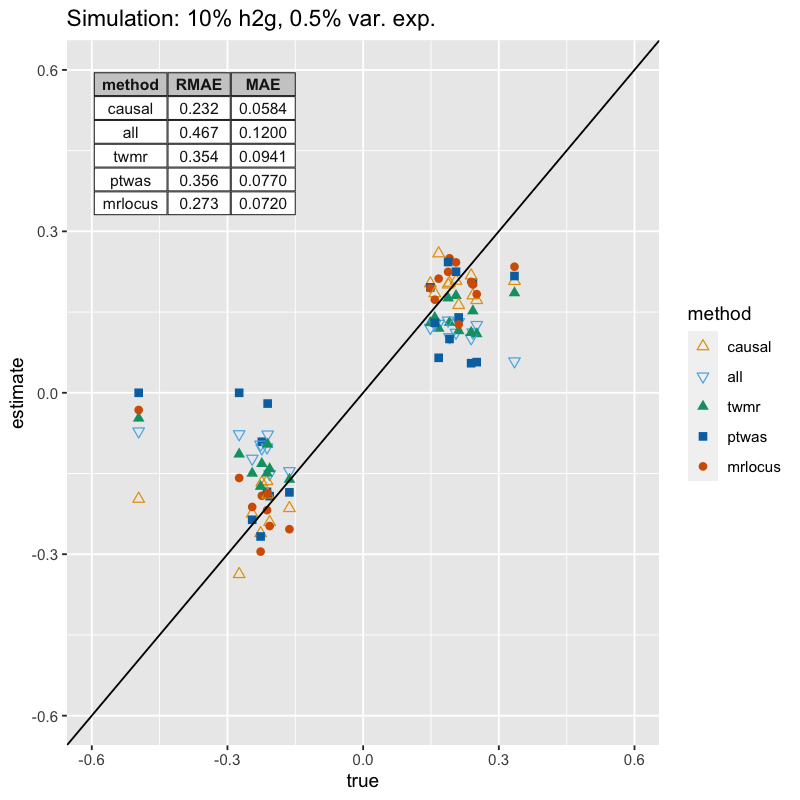 Simulation: 10% h2g, 0.5% var. exp.
method RMAE MAE
causal 0.232 0.0584
all 0.467 0.1200
twmr 0.354 0.0941
ptwas 0.356 0.0770
mrlocus 0.273 0.0720
0.6
0.3
0.0
-0.3
-0.6
estimate
-0.6 -0.3 0.0 0.3 0.6
true
method
causal
all
twmr
ptwas
mrlocus